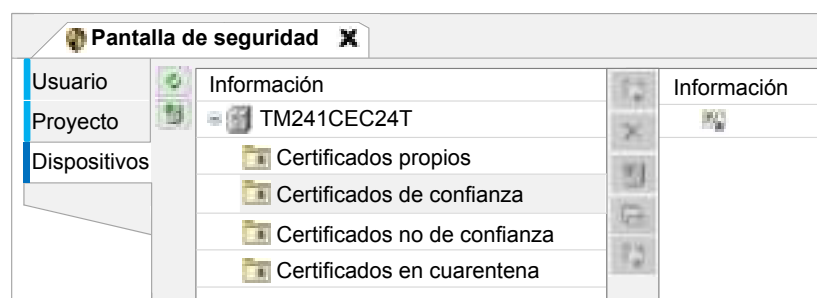 Pantalla de seguridad
Usuario
Proyecto
Dispositivos
Información
TM241CEC24T
Certificados propios
Certificados de confianza
Certificados no de confianza
Certificados en cuarentena
Información